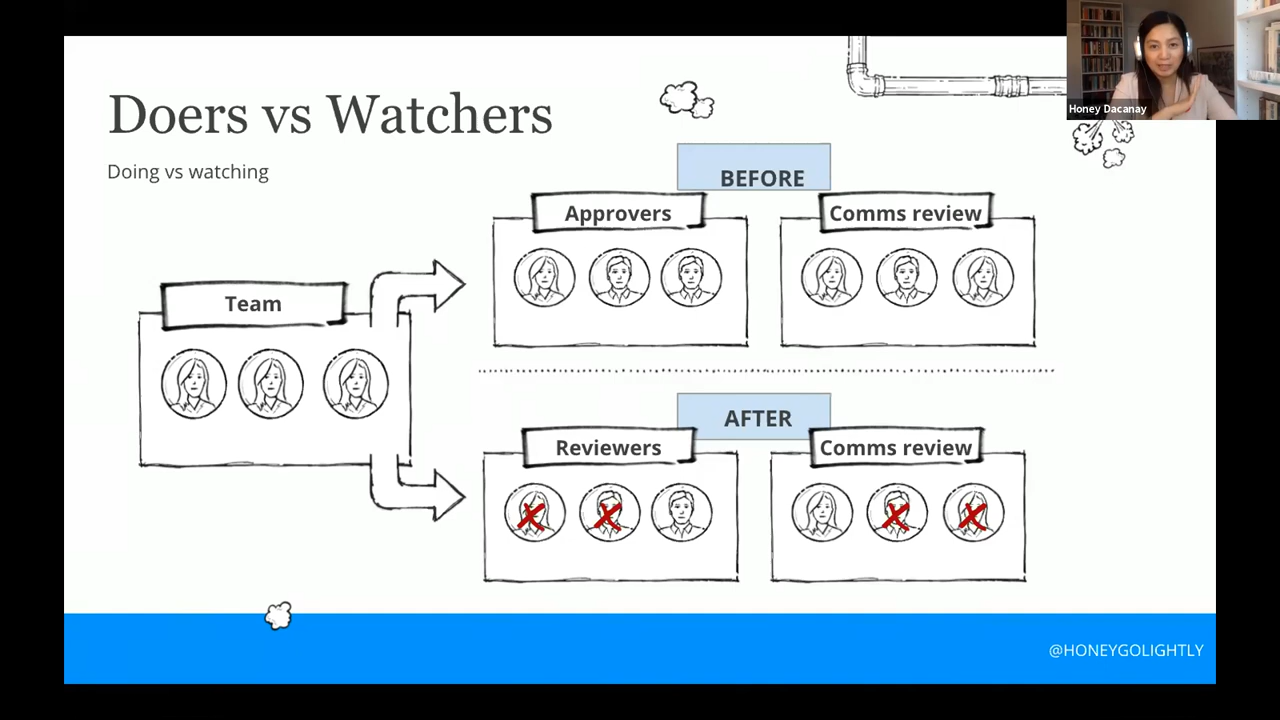 Doers vs Watchers
Doing vs watching
Honey Dacanay
BEFORE
Approvers
Comms review
Team
AFTER
Reviewers
Comms review
@HONEYGOLIGHTLY